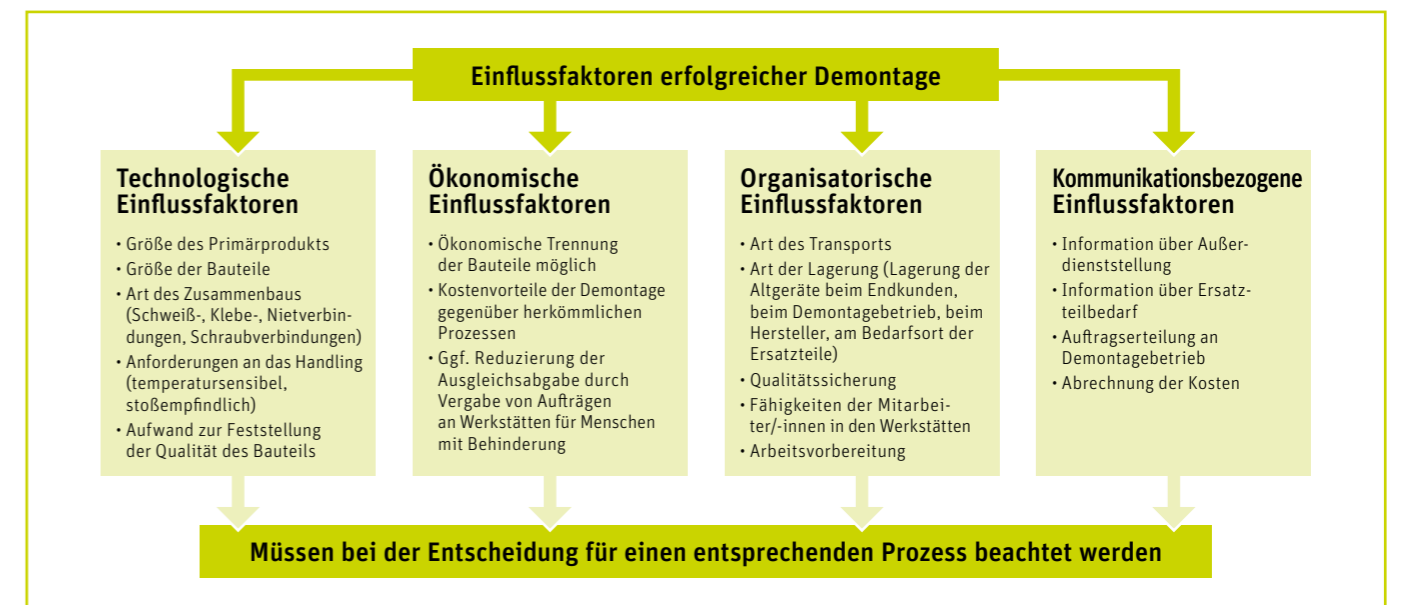 Einflussfaktoren erfolgreicher Demontage
Technologische
Einflussfaktoren
• Größe des Primärprodukts
• Größe der Bauteile
• Art des Zusammenbaus
(Schweiß-, Klebe-, Nietverbin-
dungen, Schraubverbindungen)
• Anforderungen an das Handling
(temperatursensibel,
stoßempfindlich)
• Aufwand zur Feststellung
der Qualität des Bauteils
Ökonomische
Einflussfaktoren
• Ökonomische Trennung
der Bauteile möglich
• Kostenvorteile der Demontage
gegenüber herkömmlichen
Prozessen
• Ggf. Reduzierung der
Ausgleichsabgabe durch
Vergabe von Aufträgen
an Werkstätten für Menschen
mit Behinderung
Organisatorische
Einflussfaktoren
• Art des Transports
• Art der Lagerung (Lagerung der
Altgeräte beim Endkunden,
beim Demontagebetrieb, beim
Hersteller, am Bedarfsort der
Ersatzteile)
• Qualitätssicherung
• Fähigkeiten der Mitarbei-
ter/-innen in den Werkstätten
• Arbeitsvorbereitung
Kommunikationsbezogene
Einflussfaktoren
• Information über Außer-
dienststellung
• Information über Ersatz-
teilbedarf
• Auftragserteilung an
Demontagebetrieb
• Abrechnung der Kosten
Müssen bei der Entscheidung für einen entsprechenden Prozess beachtet werden